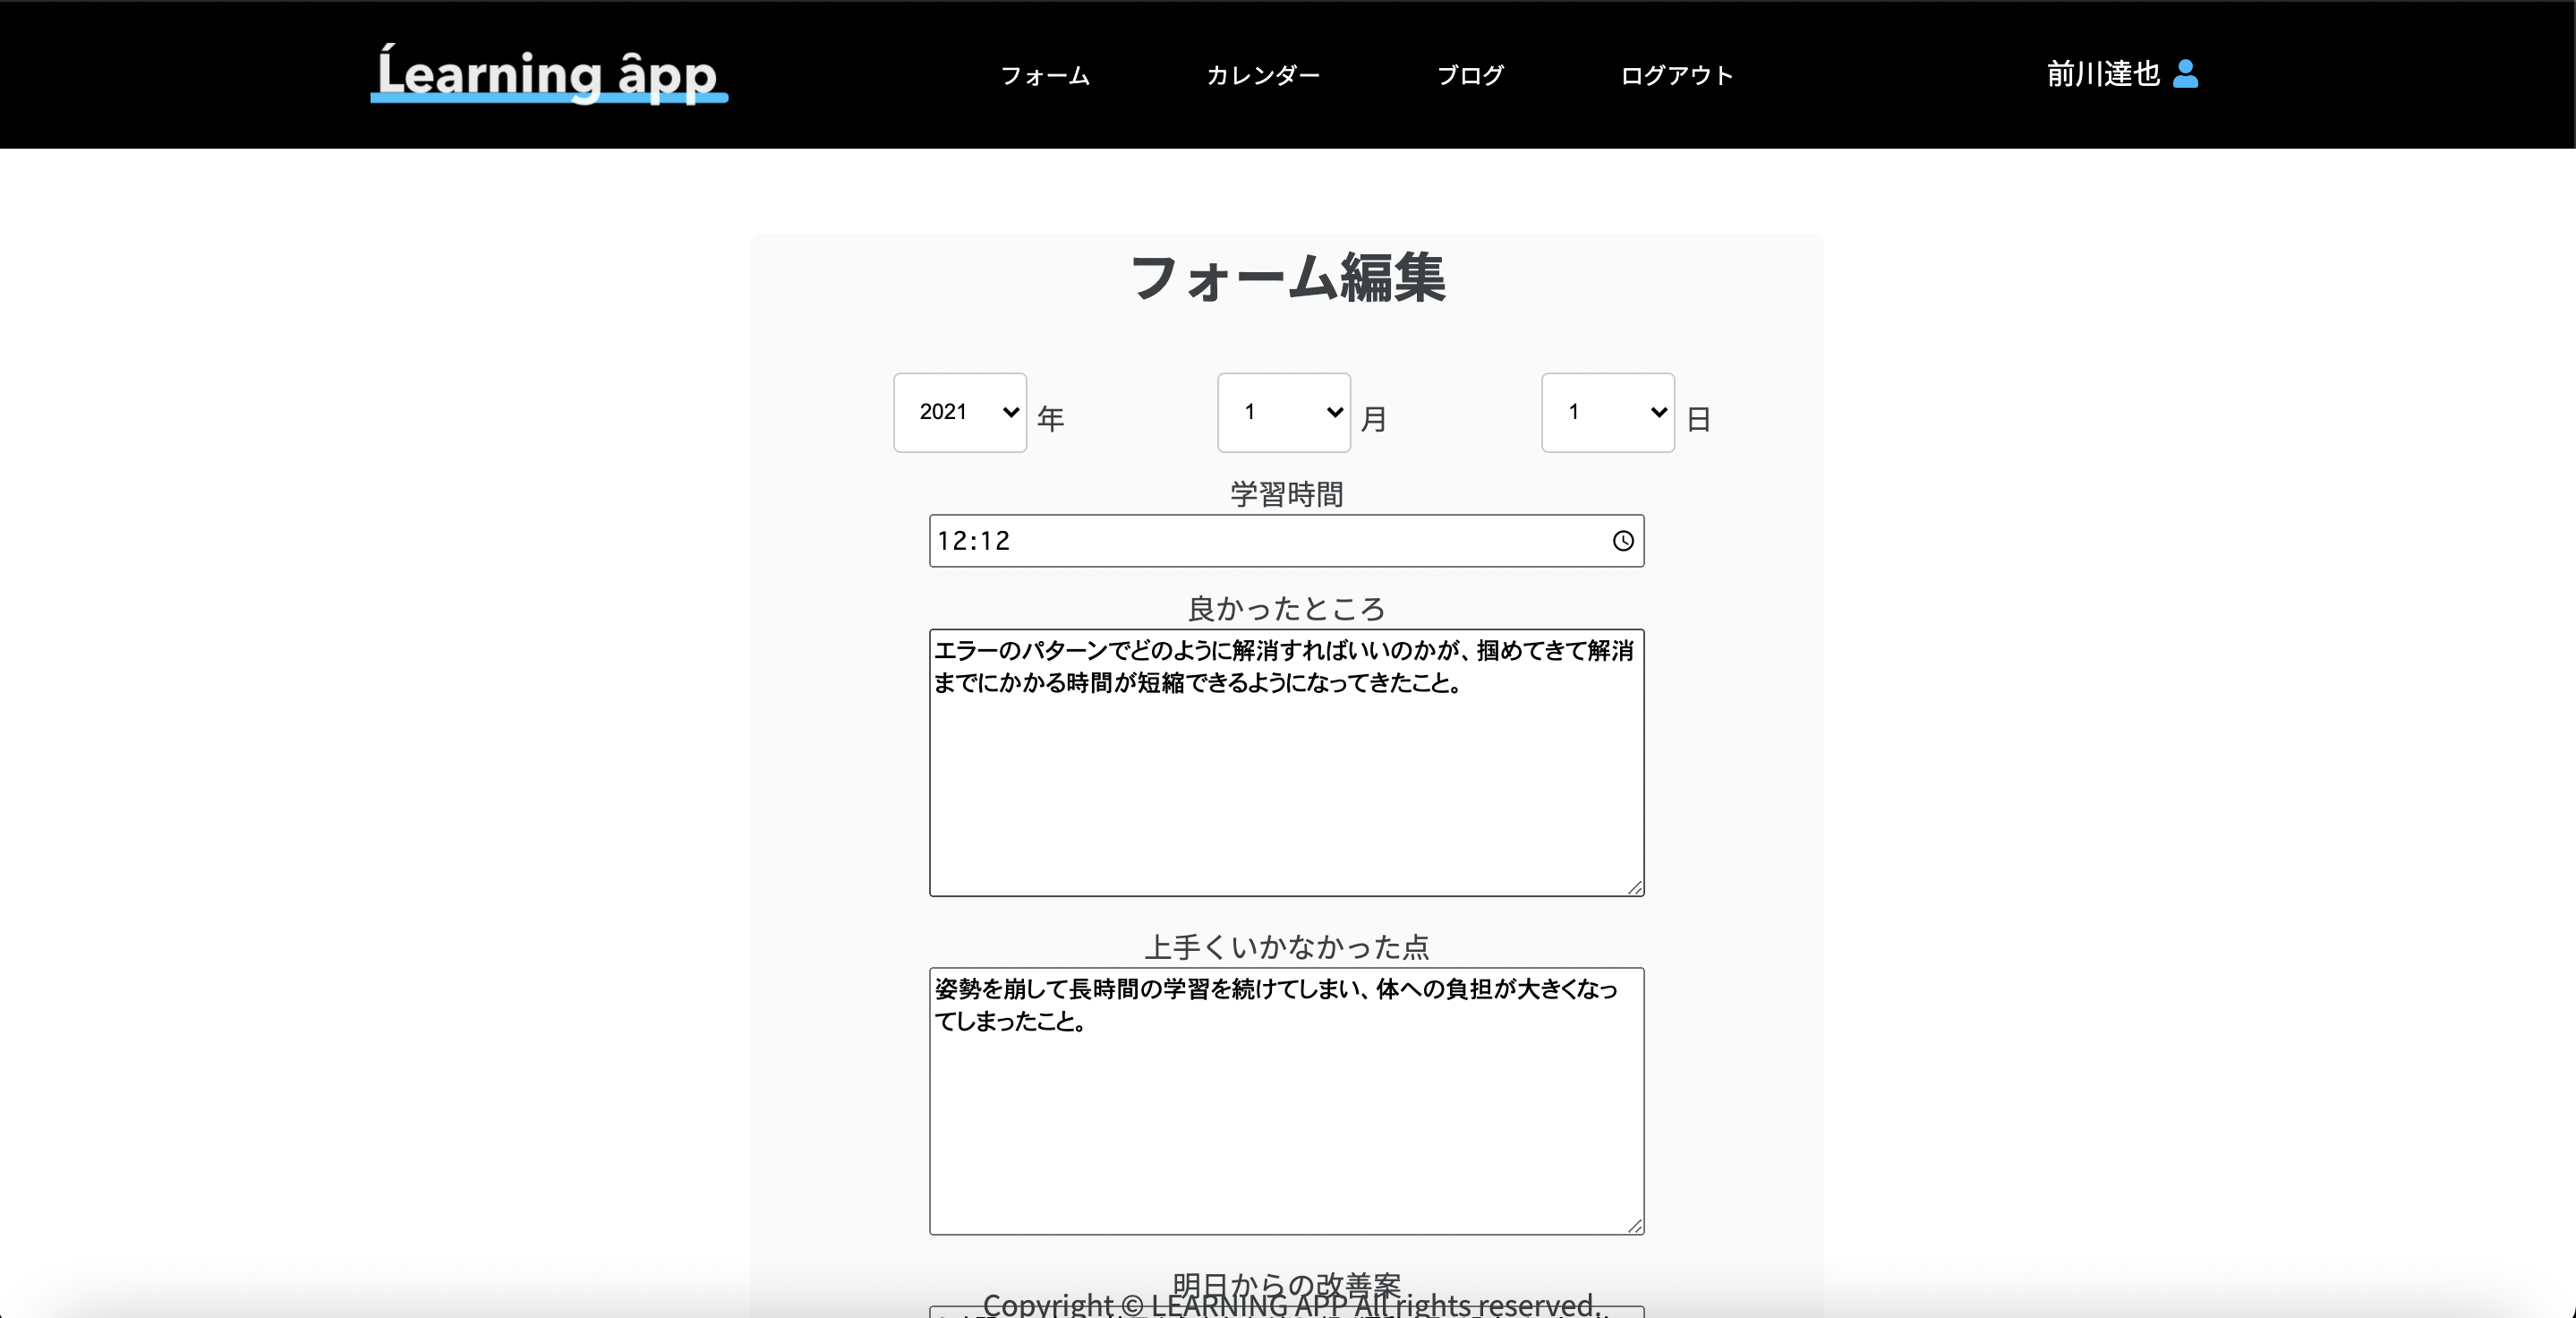 Ĺearning âpp
フォーム
カレンダー
ブログ
ログアウト
前川達也
フォーム編集
2021 年
1 月
1 日
学習時間
12:12
良かったところ
エラーのパターンでどのように解消すればいいのかが、掴めてきて解消
までにかかる時間が短縮できるようになってきたこと。
上手くいかなかった点
姿勢を崩して長時間の学習を続けてしまい、体への負担が大きくなっ
てしまったこと。
明日からの改善案
Copyright © LEARNING APP All rights reserved.